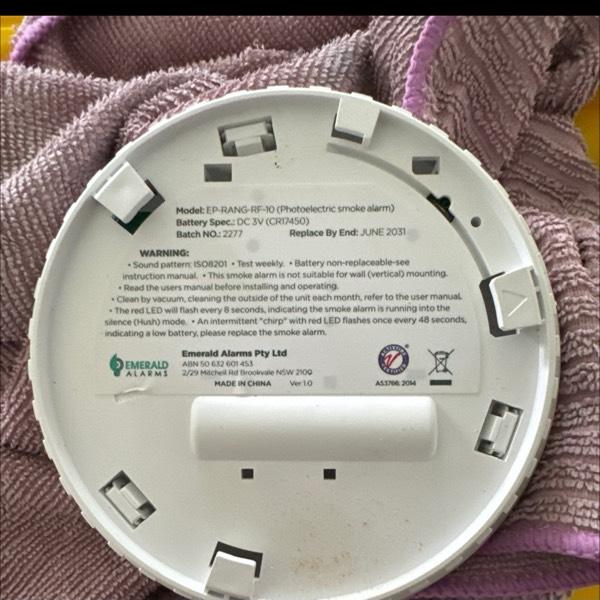 Model: EP-RANG-RF-10 (Photoelectric smoke alarm)
Battery Spec.: DC 3V (CR17450)
Batch NO.: 2277 Replace By End: JUNE 2031
WARNING:
• Sound pattern: ISO8201 • Test weekly. • Battery non-replaceable-see
instruction manual. • This smoke alarm is not suitable for wall (vertical) mounting.
• Read the users manual before installing and operating.
• Clean by vacuum, cleaning the outside of the unit each month, refer to the user manual.
• The red LED will flash every 8 seconds, indicating the smoke alarm is running into the
silence (Hush) mode. • An intermittent "chirp" with red LED flashes once every 48 seconds,
indicating a low battery, please replace the smoke alarm.
EMERALD
ALARMS
Emerald Alarms Pty Ltd
ABN 50 632 601 453
2/29 Mitchell Rd Brookvale NSW 2100
MADE IN CHINA Ver1.0
ACTIVFIRE
AS3786; 2014